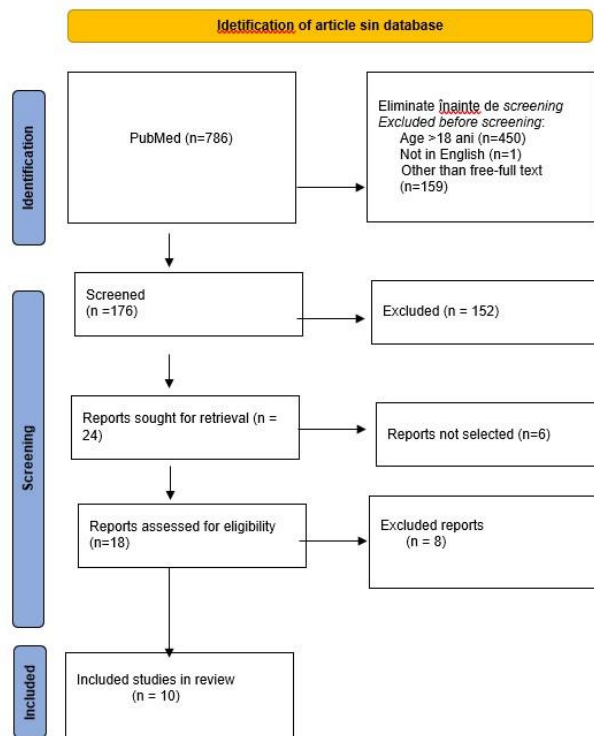 Idetification of article sin database
Identification
PubMed (n=786)
Eliminate înainte de screening
Excluded before screening:
Age >18 ani (n=450)
Not in English (n=1)
Other than free-full text
(n=159)
Screening
Screened
(n =176)
Excluded (n = 152)
Reports sought for retrieval (n =
24)
Reports not selected (n=6)
Reports assessed for eligibility
(n=18)
Excluded reports
(n = 8)
Included
Included studies in review
(n = 10)